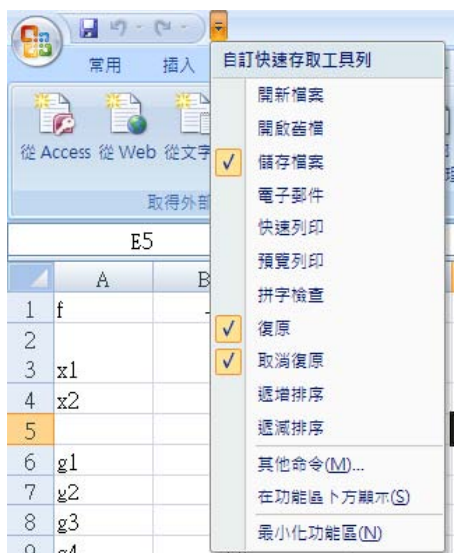 常用 插入
自訂快速存取工具列
開新檔案
開啟舊檔
儲存檔案
電子郵件
快速列印
預覽列印
拼字檢查
復原
取消復原
遞增排序
遞減排序
其他命令(M)...
在功能區下方顯示(S)
最小化功能區(N)
從 Access 從 Web 從文字
取得外部
E5
A B
1 f
2
3 x1
4 x2
5
6 g1
7 g2
8 g3
9 g4